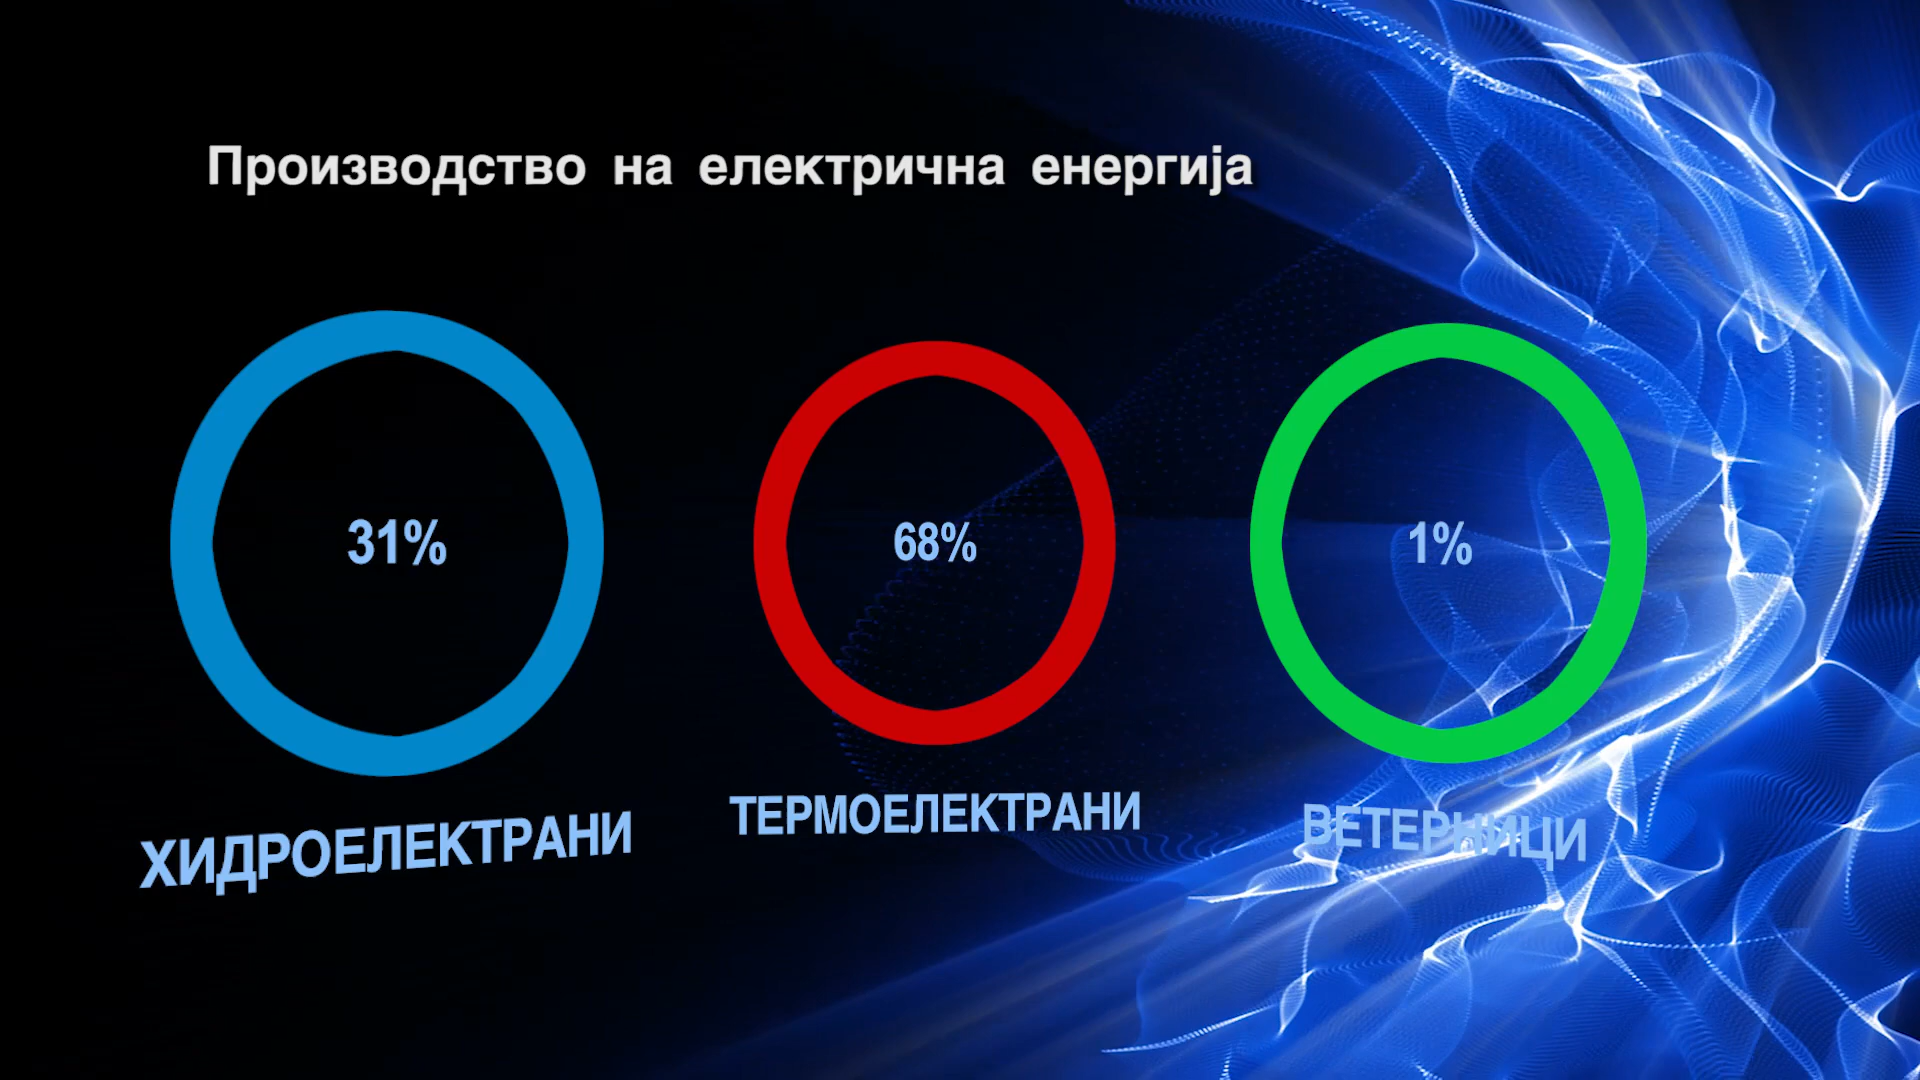 Производство на електрична енергија
31%
68%
1%
ХИДРОЕЛЕКТРАНИ
ТЕРМОЕЛЕКТРАНИ
ВЕТЕРНИЦИ